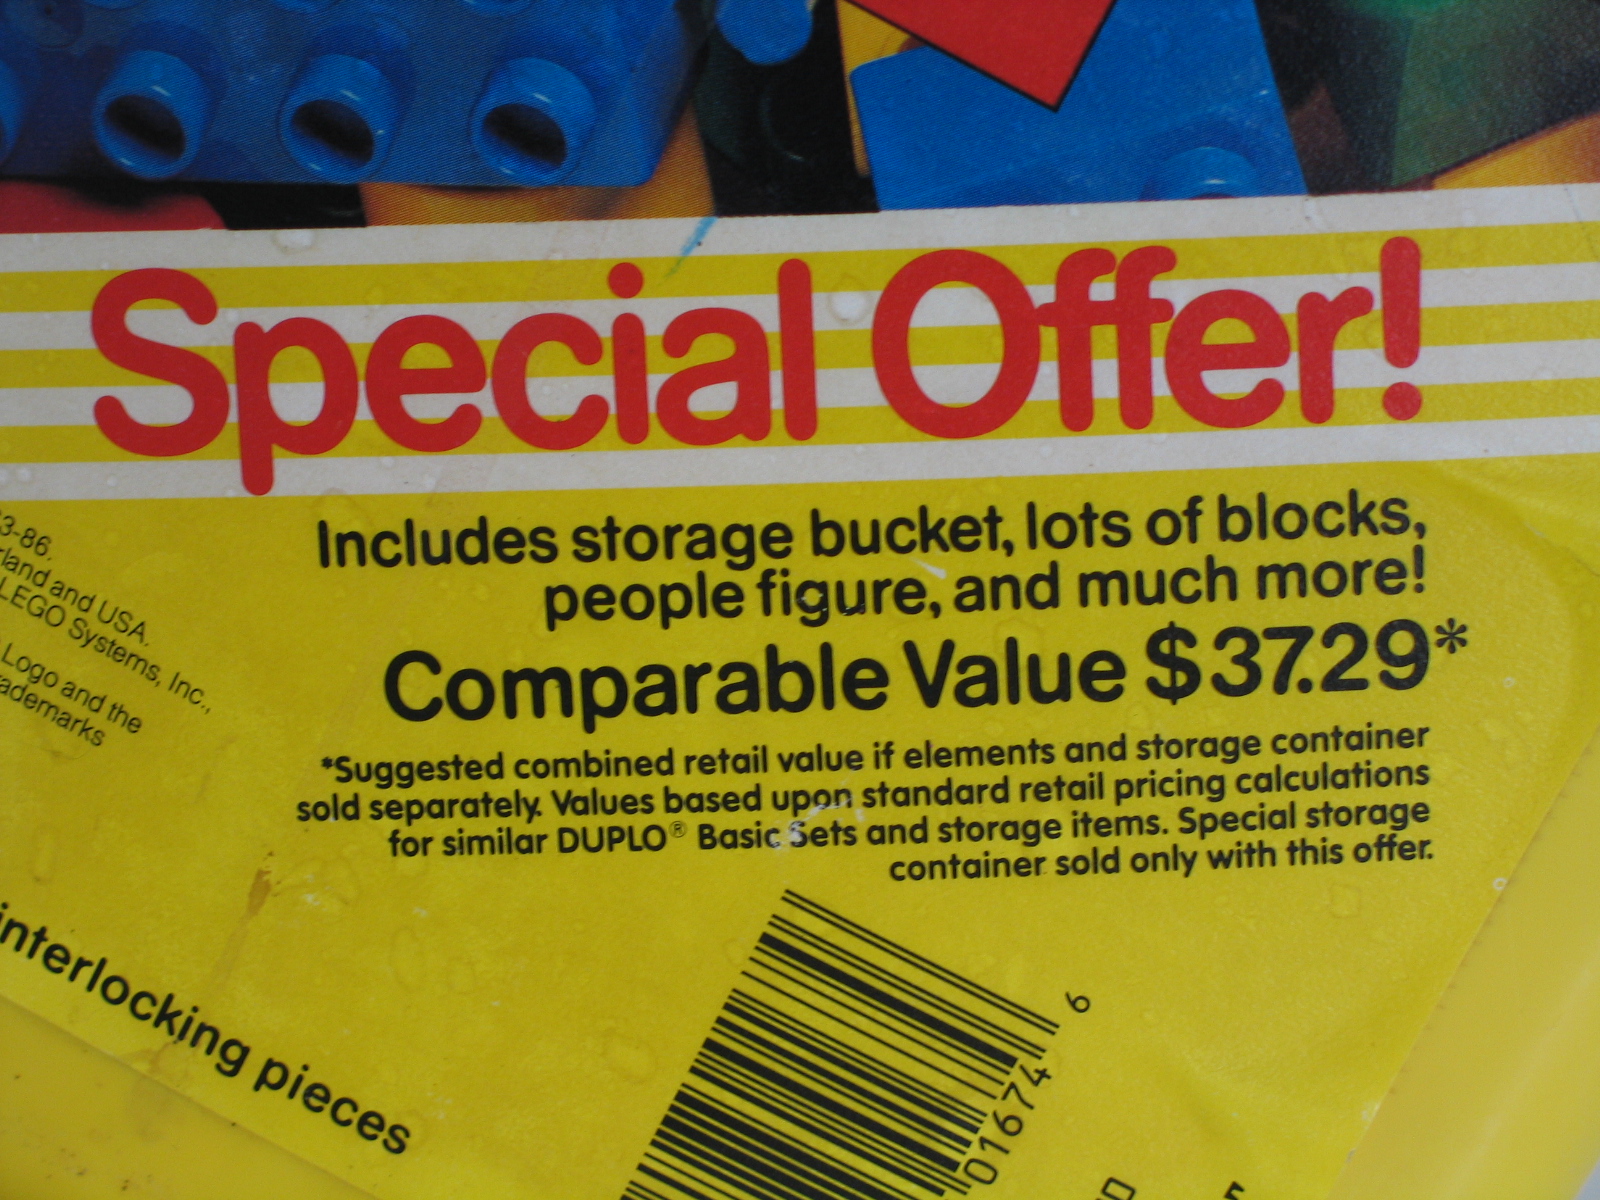 Special Offer!
Includes storage bucket, lots of blocks,
people figure, and much more!
Comparable Value $37.29*
*Suggested combined retail value if elements and storage container
sold separately. Values based upon standard retail pricing calculations
for similar DUPLO® Basic Sets and storage items. Special storage
container sold only with this offer.
3-86.
and USA.
LEGO Systems, Inc.,
Logo and the
interlocking pieces
6
01674